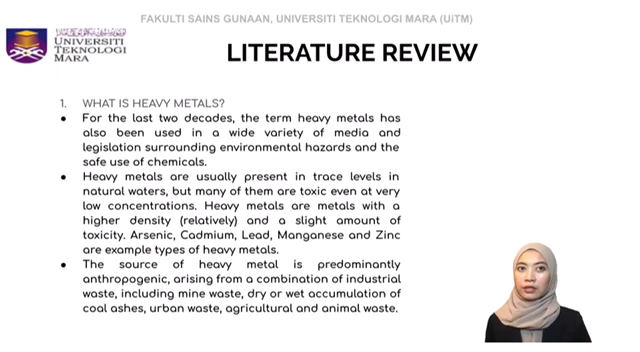 FAKULTI SAINS GUNAAN, UNIVERSITI TEKNOLOGI MARA (UiTM)
UNIVERSITI
TEKNOLOGI
MARA
LITERATURE REVIEW
1. WHAT IS HEAVY METALS?
● For the last two decades, the term heavy metals has
also been used in a wide variety of media and
legislation surrounding environmental hazards and the
safe use of chemicals.
● Heavy metals are usually present in trace levels in
natural waters, but many of them are toxic even at very
low concentrations. Heavy metals are metals with a
higher density (relatively) and a slight amount of
toxicity. Arsenic, Cadmium, Lead, Manganese and Zinc
are example types of heavy metals.
● The source of heavy metal is predominantly
anthropogenic, arising from a combination of industrial
waste, including mine waste, dry or wet accumulation of
coal ashes, urban waste, agricultural and animal waste.